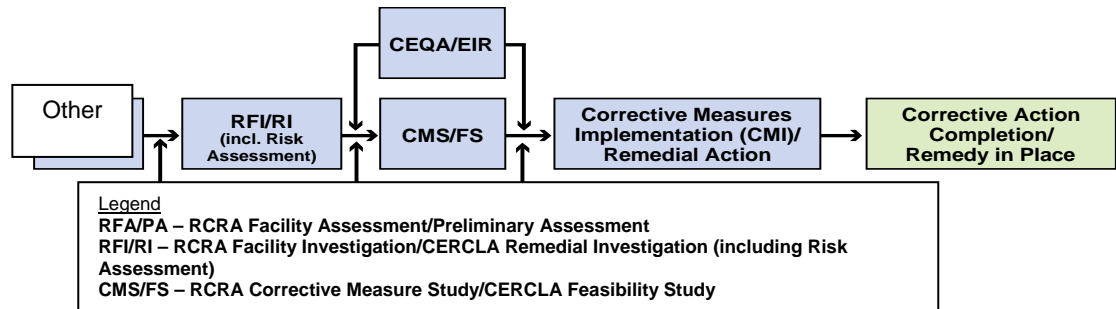 CEQA/EIR
Other
RFI/RI
(incl. Risk
Assessment)
CMS/FS
Corrective Measures
Implementation (CMI)/
Remedial Action
Corrective Action
Completion/
Remedy in Place
Legend
RFA/PA – RCRA Facility Assessment/Preliminary Assessment
RFI/RI – RCRA Facility Investigation/CERCLA Remedial Investigation (including Risk
Assessment)
CMS/FS – RCRA Corrective Measure Study/CERCLA Feasibility Study